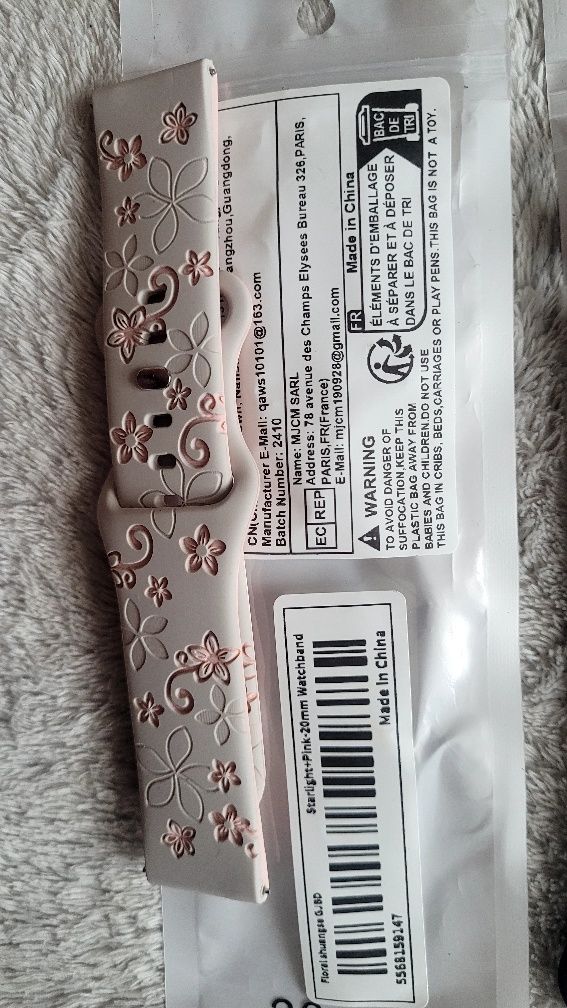 angzhou,Guangdong,
Manufacturer E-Mail: qaws10101@163.com
Batch Number: 2410
EC REP
Name: MJCM SARL
Address: 78 avenue des Champs Elysees Bureau 326,PARIS,
PARIS,FR(France)
E-Mail: mjcm190928@gmail.com
Made in China
WARNING
TO AVOID DANGER OF
SUFFOCATION.KEEP THIS
PLASTIC BAG AWAY FROM
BABIES AND CHILDREN.DO NOT USE
THIS BAG IN CRIBS, BEDS,CARRIAGES OR PLAY PENS.THIS BAG IS NOT A TOY.
FR
ÉLÉMENTS D'EMBALLAGE
À SÉPARER ET À DÉPOSER
DANS LE BAC DE TRI
BAC
DE
TRI
Starlight+Pink-20mm Watchband
5568159147
Made in China